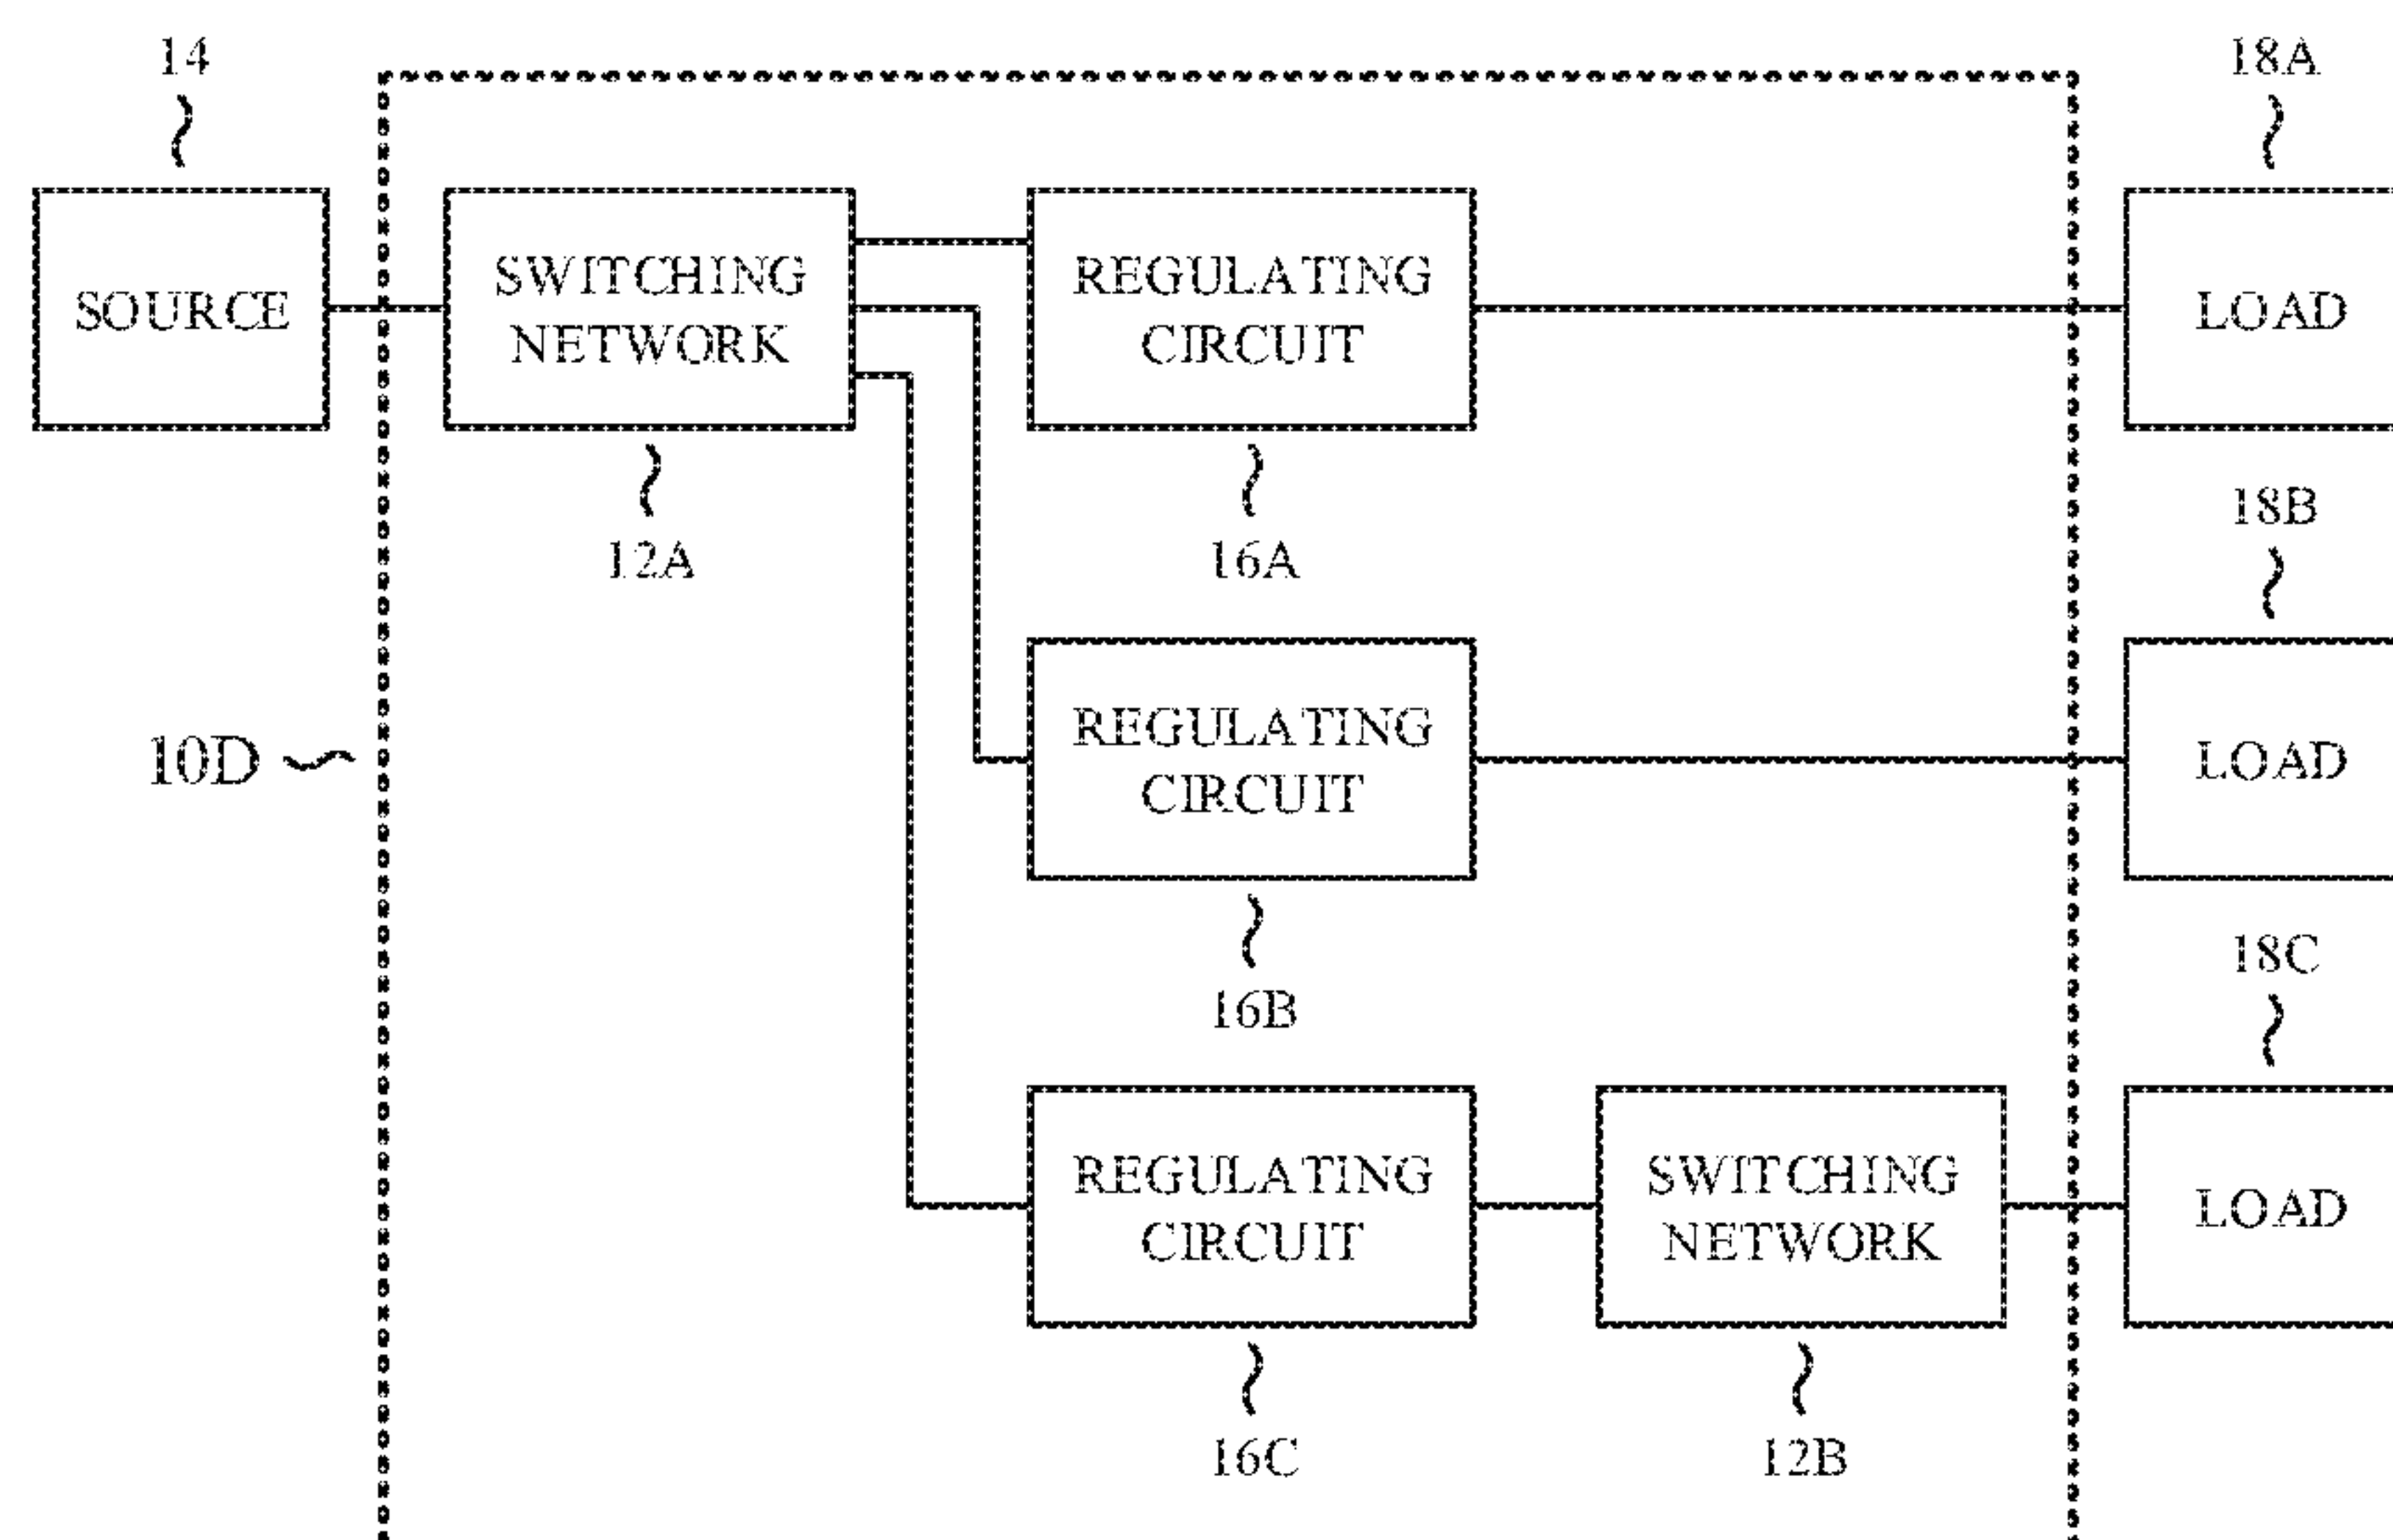 14
18A
SOURCE
SWITCHING
NETWORK
REGULATING
CIRCUIT
LOAD
12A
16A
18B
10D
REGULATING
CIRCUIT
LOAD
16B
18C
REGULATING
CIRCUIT
SWITCHING
NETWORK
LOAD
16C
12B